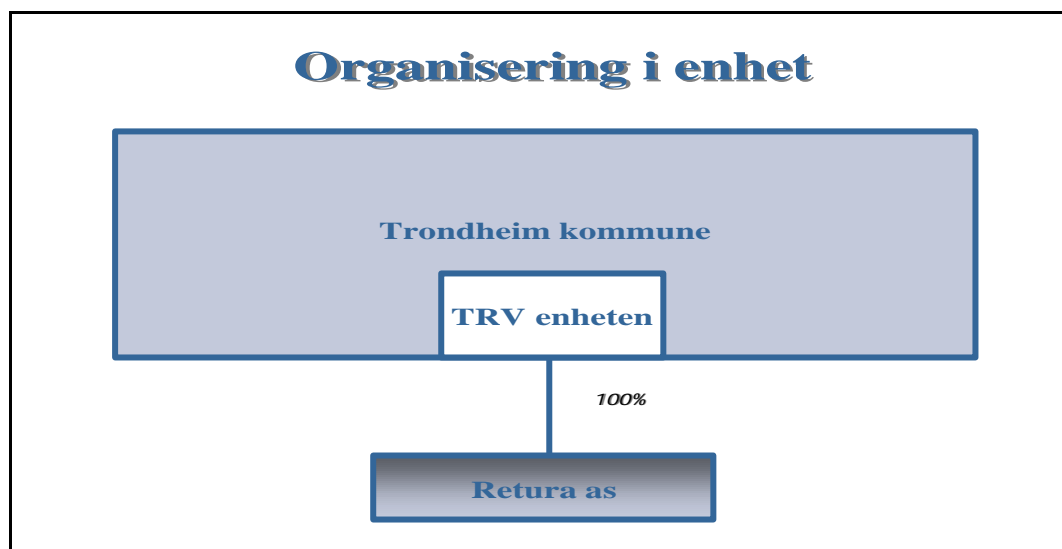 Organisering i enhet
Trondheim kommune
TRV enheten
100%
Retura as